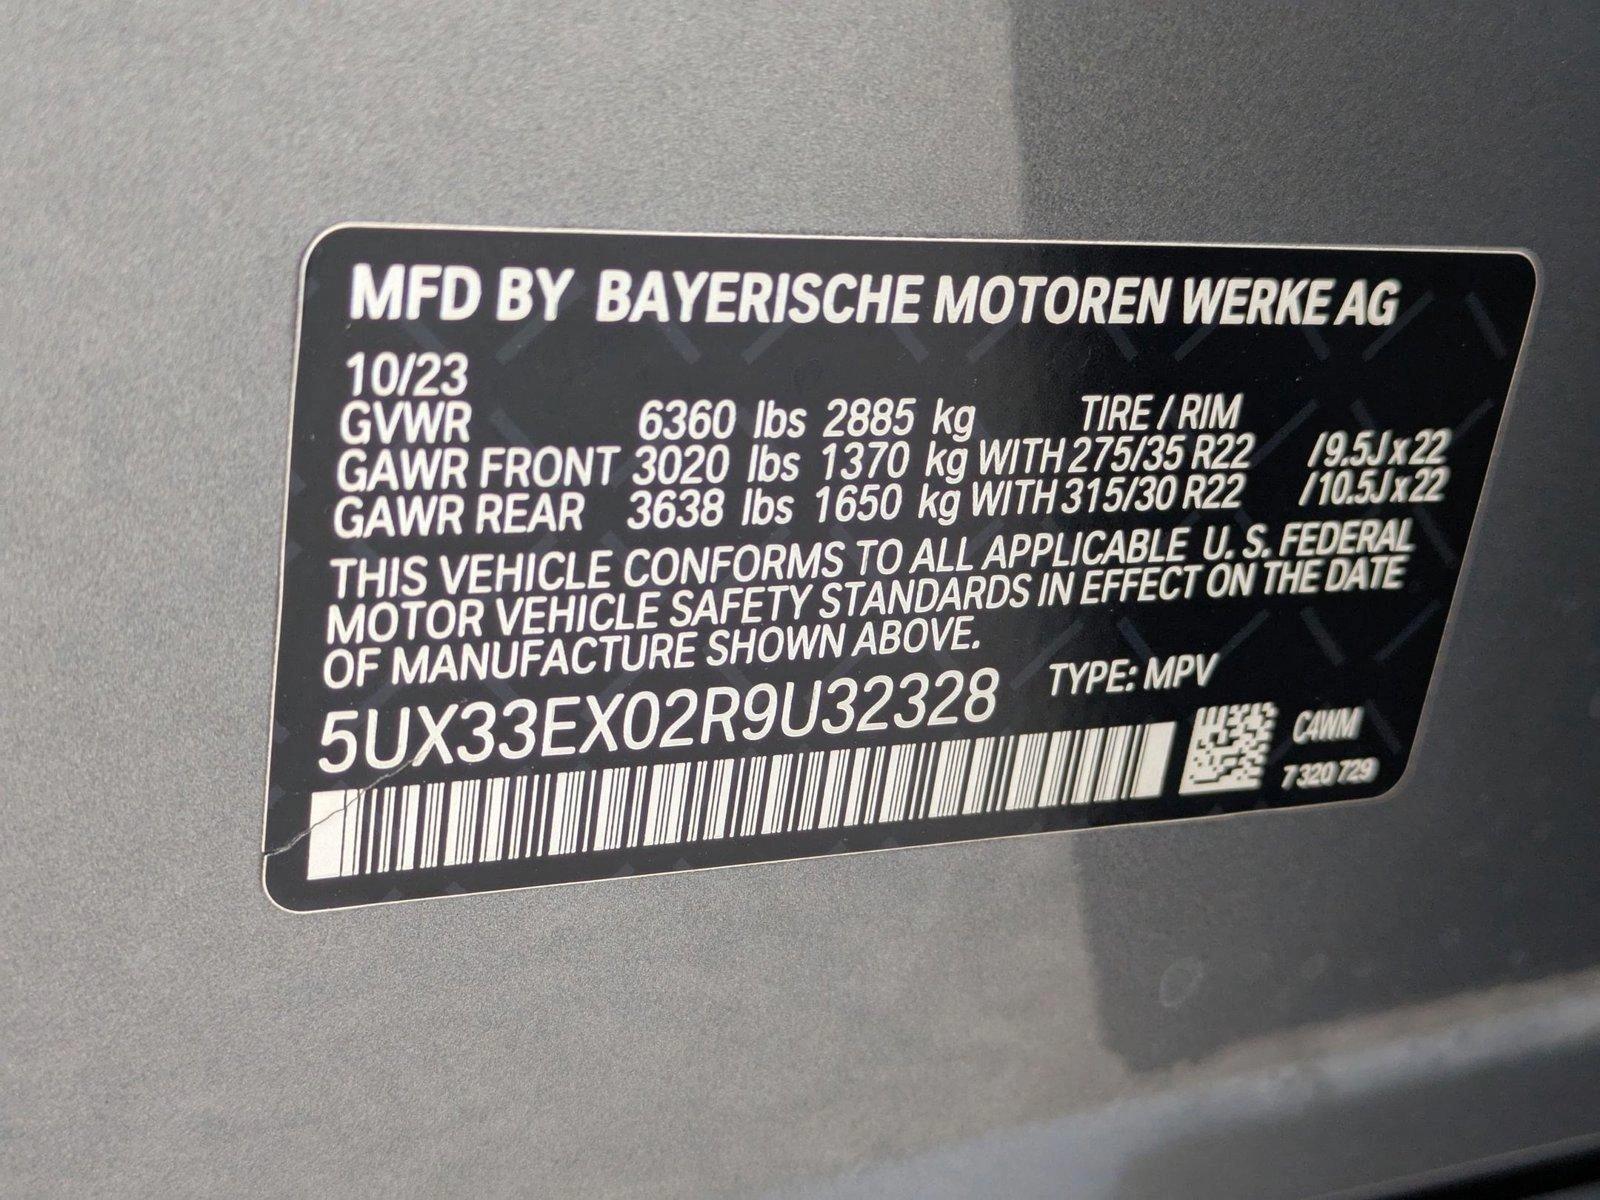 MFD BY BAYERISCHE MOTOREN WERKE AG
10/23
GVWR 6360 lbs 2885 kg TIRE / RIM
GAWR FRONT 3020 lbs 1370 kg WITH 275/35 R22 /9.5J x 22
GAWR REAR 3638 lbs 1650 kg WITH 315/30 R22 /10.5J x 22
THIS VEHICLE CONFORMS TO ALL APPLICABLE U. S. FEDERAL
MOTOR VEHICLE SAFETY STANDARDS IN EFFECT ON THE DATE
OF MANUFACTURE SHOWN ABOVE.
5UX33EX02R9U32328 TYPE: MPV
C4WM
7 320 729